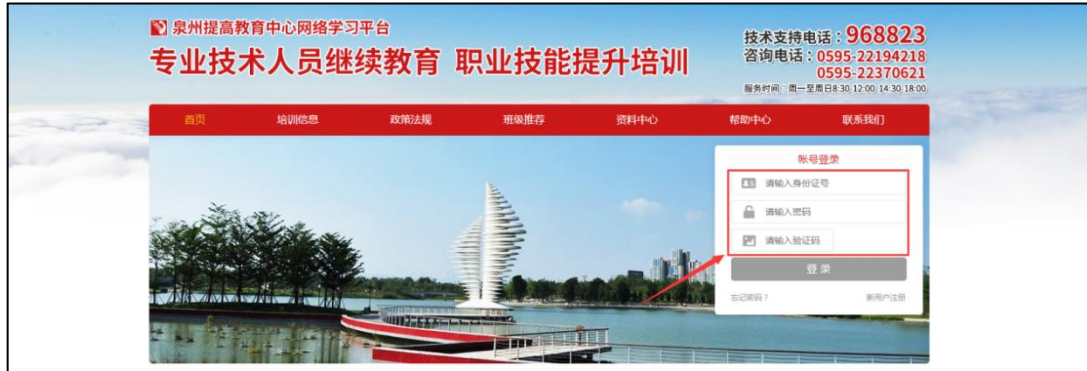 泉州提高教育中心网络学习平台
专业技术人员继续教育 职业技能提升培训
技术支持电话：968823
咨询电话：0595-22194218
0595-22370621
服务时间：周一至周日8:30-12:00 14:30-18:00
首页 培训信息 政策法规 班级推荐 资料中心 帮助中心 联系我们
帐号登录
请输入身份证号
请输入密码
请输入验证码
登 录
忘记密码？ 新用户注册